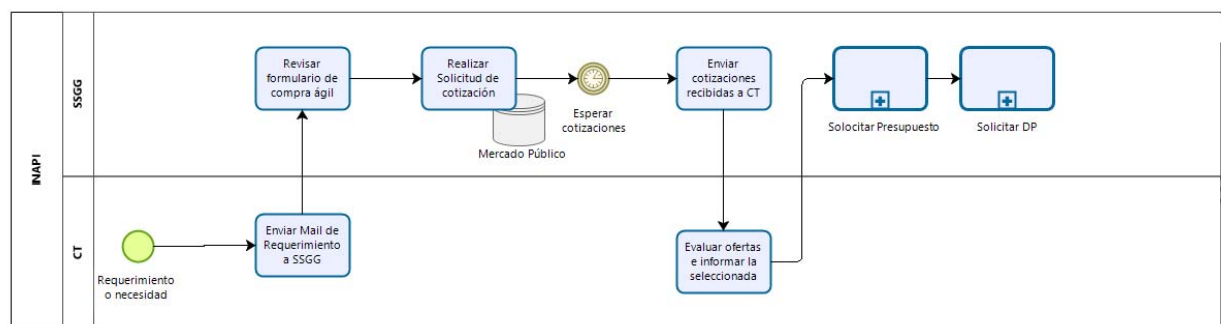 INAPI
SSGG
Revisar
formulario de
compra ágil
Realizar
Solicitud de
cotización
Mercado Público
Esperar
cotizaciones
Enviar
cotizaciones
recibidas a CT
Solocitar Presupuesto
Solicitar DP
CT
Requerimiento
o necesidad
Enviar Mail de
Requerimiento
a SSGG
Evaluar ofertas
e informar la
seleccionada